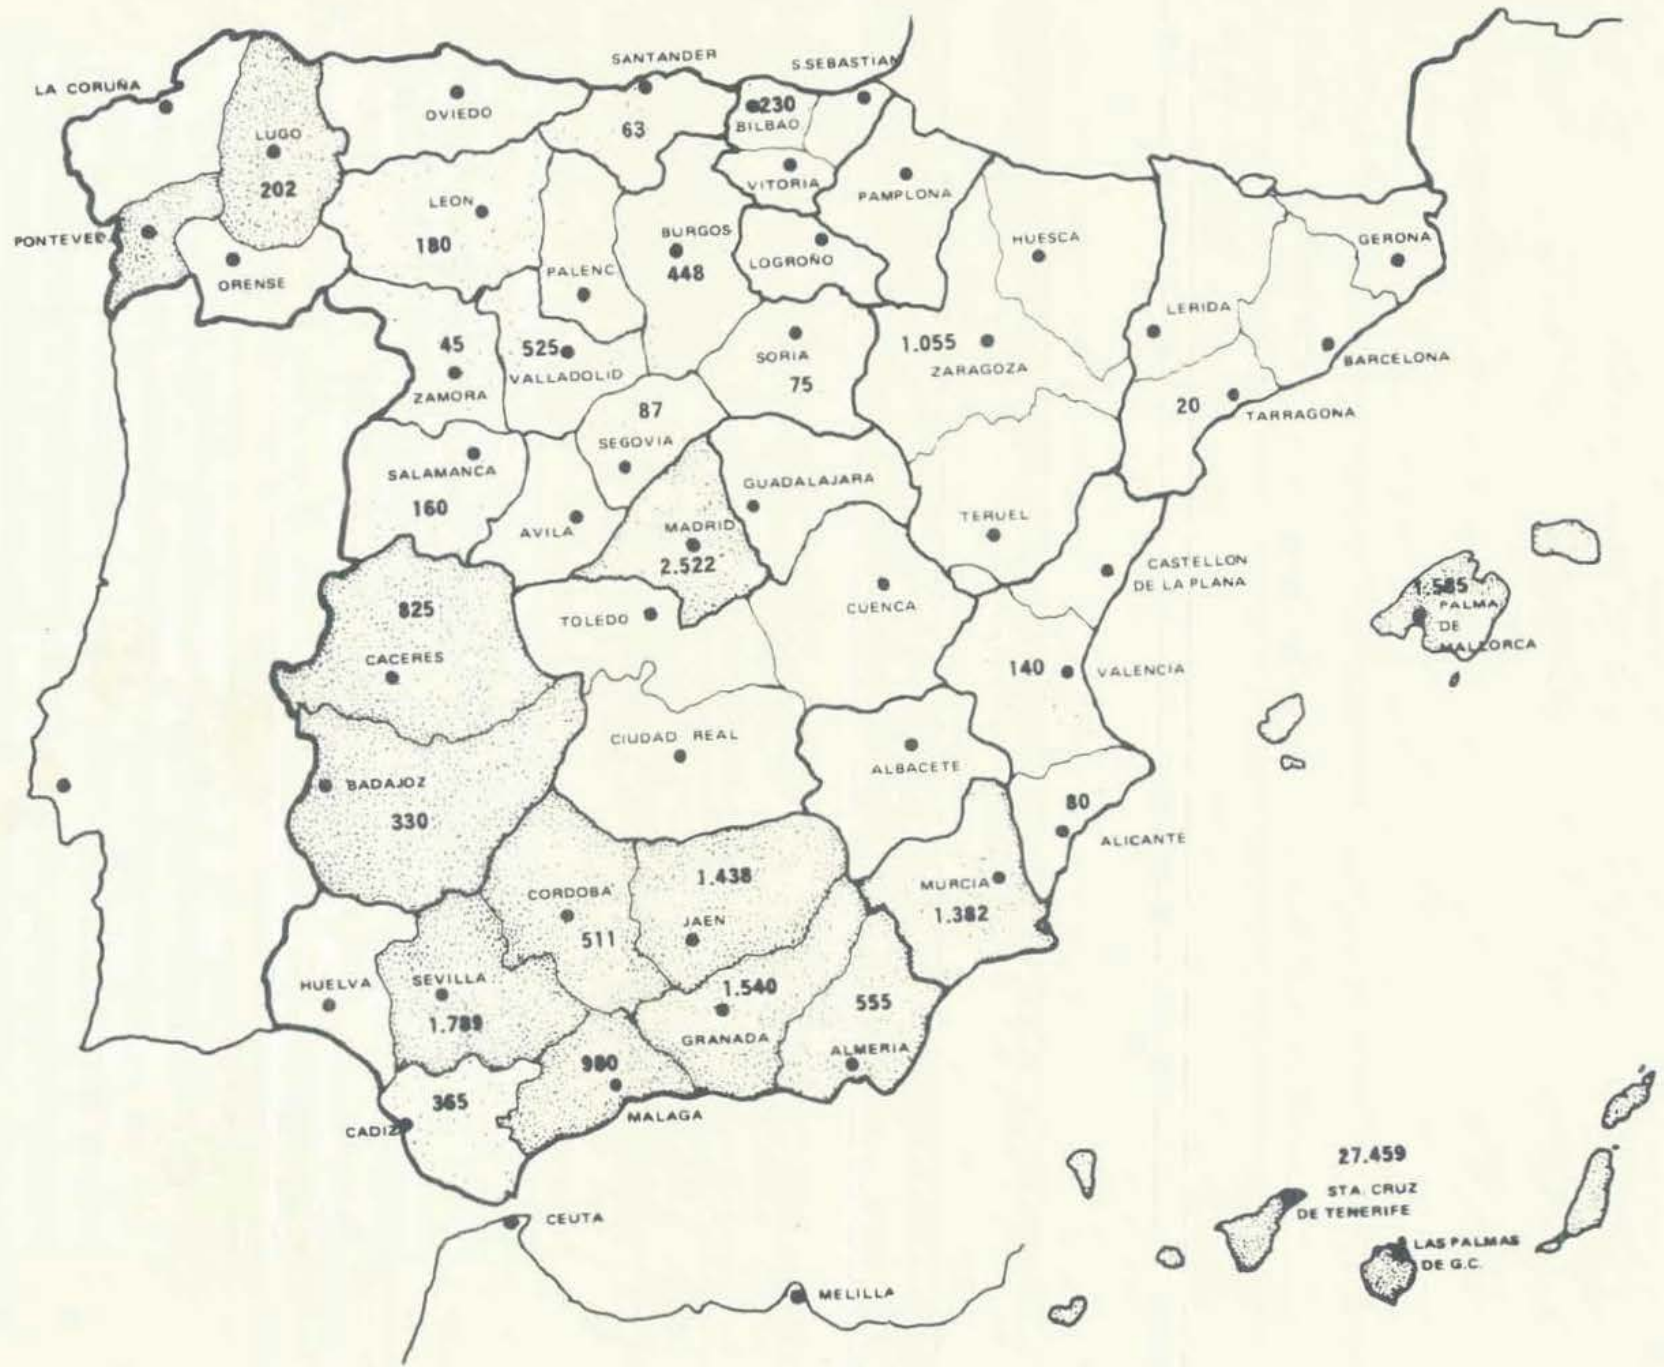 SANTANDER
S.SEBASTIAN
LA CORUÑA
OVIEDO
63
230
BILBAO
LUGO
202
LEON
180
VITORIA
PAMPLONA
PONTEVED.
ORENSE
PALENC.
BURGOS
448
LOGROÑO
HUESCA
GERONA
LERIDA
BARCELONA
45
ZAMORA
525
VALLADOLID
SORIA
75
1.055
ZARAGOZA
20
TARRAGONA
87
SEGOVIA
SALAMANCA
160
AVILA
MADRID
2.522
GUADALAJARA
TERUEL
CASTELLON
DE LA PLANA
825
CACERES
TOLEDO
CUENCA
1.585
PALMA
DE
MALLORCA
140
VALENCIA
CIUDAD REAL
ALBACETE
BADAJOZ
330
80
ALICANTE
CORDOBA
511
1.438
JAEN
MURCIA
1.382
HUELVA
SEVILLA
1.789
1.540
GRANADA
555
ALMERIA
980
MALAGA
365
CADIZ
27.459
STA. CRUZ
DE TENERIFE
LAS PALMAS
DE G.C.
CEUTA
MELILLA